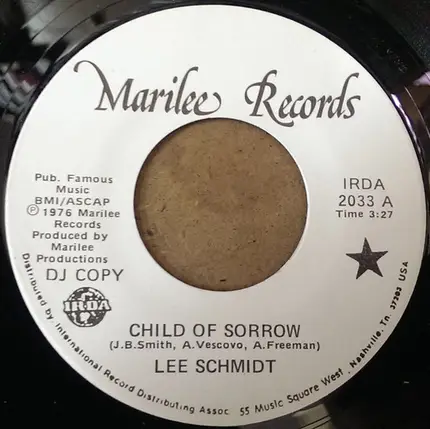 Marilee Records
Pub. Famous
Music
BMI/ASCAP
℗ 1976 Marilee
Records
Produced by
Marilee
Productions
DJ COPY
IRDA
2033 A
Time 3:27
IRDA
CHILD OF SORROW
(J.B.Smith, A.Vescovo, A.Freeman)
LEE SCHMIDT
Distributed by International Record Distributing Assoc. 55 Music Square West, Nashville, Tn. 37203 USA